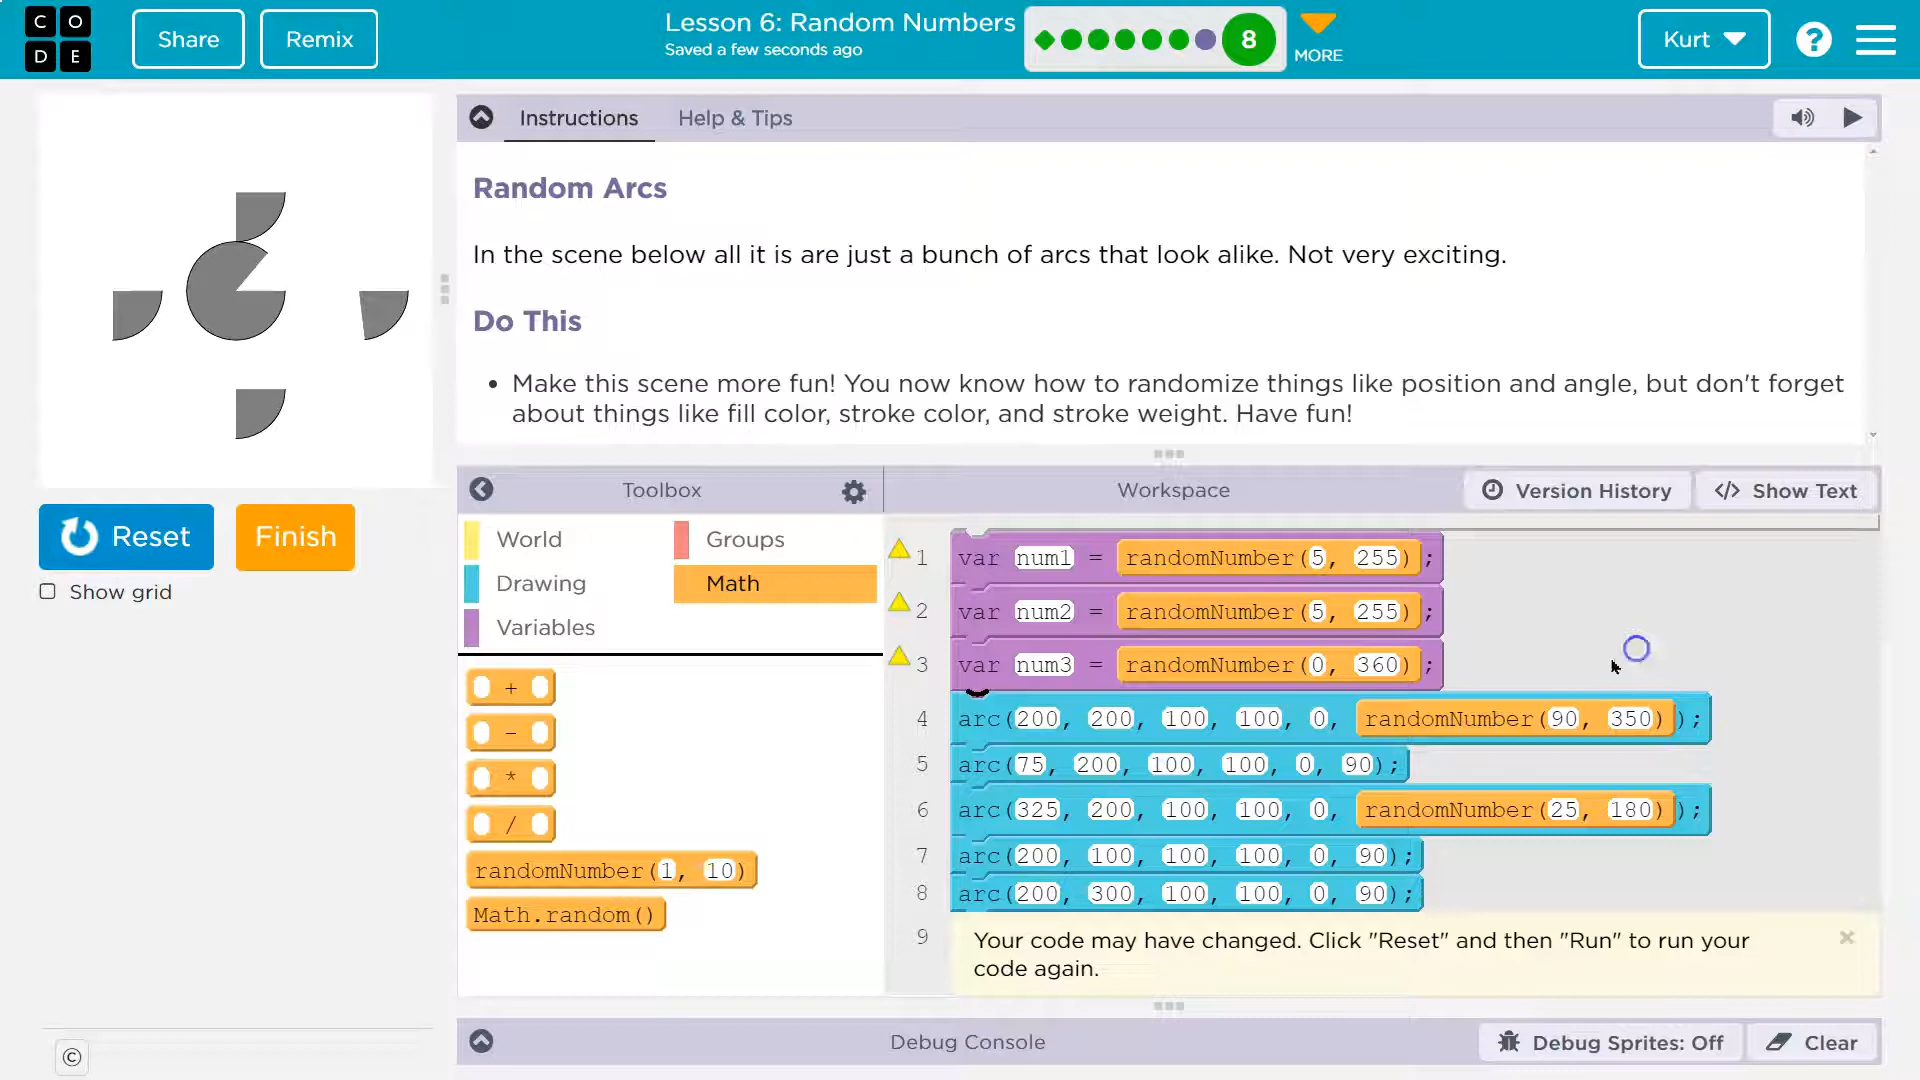 C O
D E
Share
Remix
Lesson 6: Random Numbers
Saved a few seconds ago
8
MORE
Kurt
?
Instructions
Help & Tips
Random Arcs
In the scene below all it is are just a bunch of arcs that look alike. Not very exciting.
Do This
• Make this scene more fun! You now know how to randomize things like position and angle, but don't forget
about things like fill color, stroke color, and stroke weight. Have fun!
Reset
Finish
Show grid
Toolbox
Workspace
Version History
</> Show Text
World
Groups
Drawing
Math
Variables
+
-
*
/
randomNumber(1, 10)
Math.random()
1 var num1 = randomNumber(5, 255);
2 var num2 = randomNumber(5, 255);
3 var num3 = randomNumber(0, 360);
4 arc(200, 200, 100, 100, 0, randomNumber(90, 350));
5 arc(75, 200, 100, 100, 0, 90);
6 arc(325, 200, 100, 100, 0, randomNumber(25, 180));
7 arc(200, 100, 100, 100, 0, 90);
8 arc(200, 300, 100, 100, 0, 90);
9
Your code may have changed. Click "Reset" and then "Run" to run your
code again.
×
Debug Console
Debug Sprites: Off
Clear
©